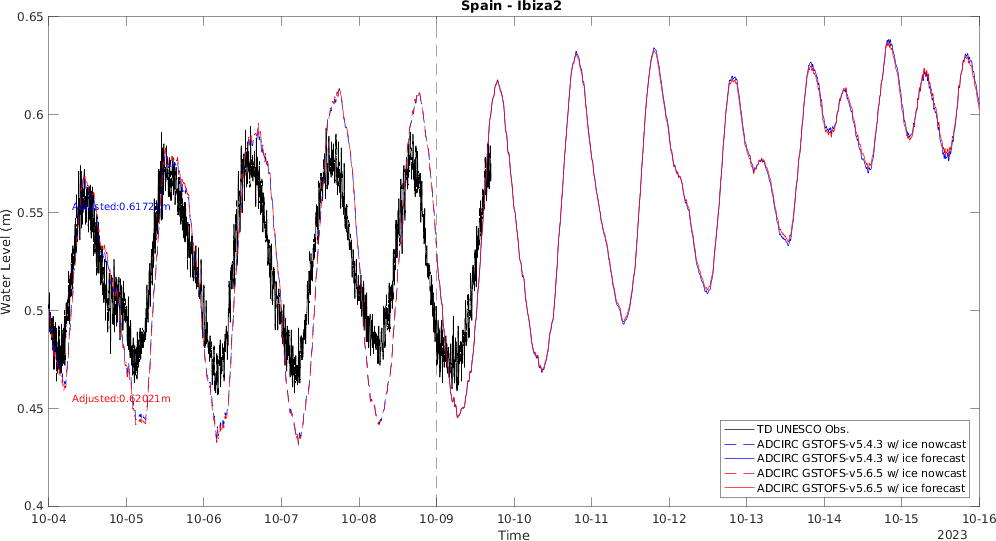 Spain - Ibiza2
0.65
0.6
0.55
0.5
0.45
0.4
Water Level (m)
Adjusted:0.62021m
TD UNESCO Obs.
ADCIRC GSTOFS-v5.4.3 w/ ice nowcast
ADCIRC GSTOFS-v5.4.3 w/ ice forecast
ADCIRC GSTOFS-v5.6.5 w/ ice nowcast
ADCIRC GSTOFS-v5.6.5 w/ ice forecast
10-04 10-05 10-06 10-07 10-08 10-09 10-10 10-11 10-12 10-13 10-14 10-15 10-16
Time
2023